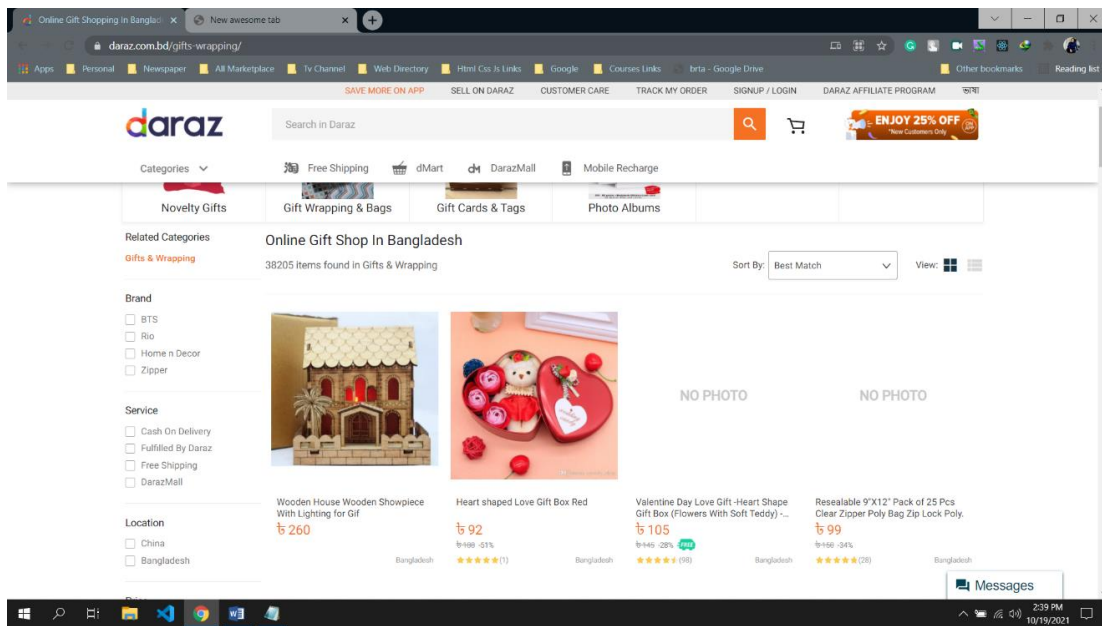 Online Gift Shopping In Banglad
New awesome tab
daraz.com.bd/gifts-wrapping/
Apps Personal Newspaper All Marketplace Tv Channel Web Directory Html Css Js Links Google Courses Links brta - Google Drive Other bookmarks Reading list
SAVE MORE ON APP SELL ON DARAZ CUSTOMER CARE TRACK MY ORDER SIGNUP / LOGIN DARAZ AFFILIATE PROGRAM ভাষা
daraz
Search in Daraz
ENJOY 25% OFF
*New Customers Only
Categories Free Shipping dMart DarazMall Mobile Recharge
Novelty Gifts Gift Wrapping & Bags Gift Cards & Tags Photo Albums
Related Categories
Gifts & Wrapping
Online Gift Shop In Bangladesh
38205 items found in Gifts & Wrapping
Sort By: Best Match View:
Brand
BTS
Rio
Home n Decor
Zipper
Service
Cash On Delivery
Fulfilled By Daraz
Free Shipping
DarazMall
Location
China
Bangladesh
NO PHOTO
NO PHOTO
Wooden House Wooden Showpiece
With Lighting for Gif
৳ 260
Bangladesh
Heart shaped Love Gift Box Red
৳ 92
৳ 188 -51%
(1) Bangladesh
Valentine Day Love Gift -Heart Shape
Gift Box (Flowers With Soft Teddy) -...
৳ 105
৳ 145 -28% FREE
(98) Bangladesh
Resealable 9"X12" Pack of 25 Pcs
Clear Zipper Poly Bag Zip Lock Poly.
৳ 99
৳ 150 -34%
(28) Bangladesh
Messages
2:39 PM
10/19/2021